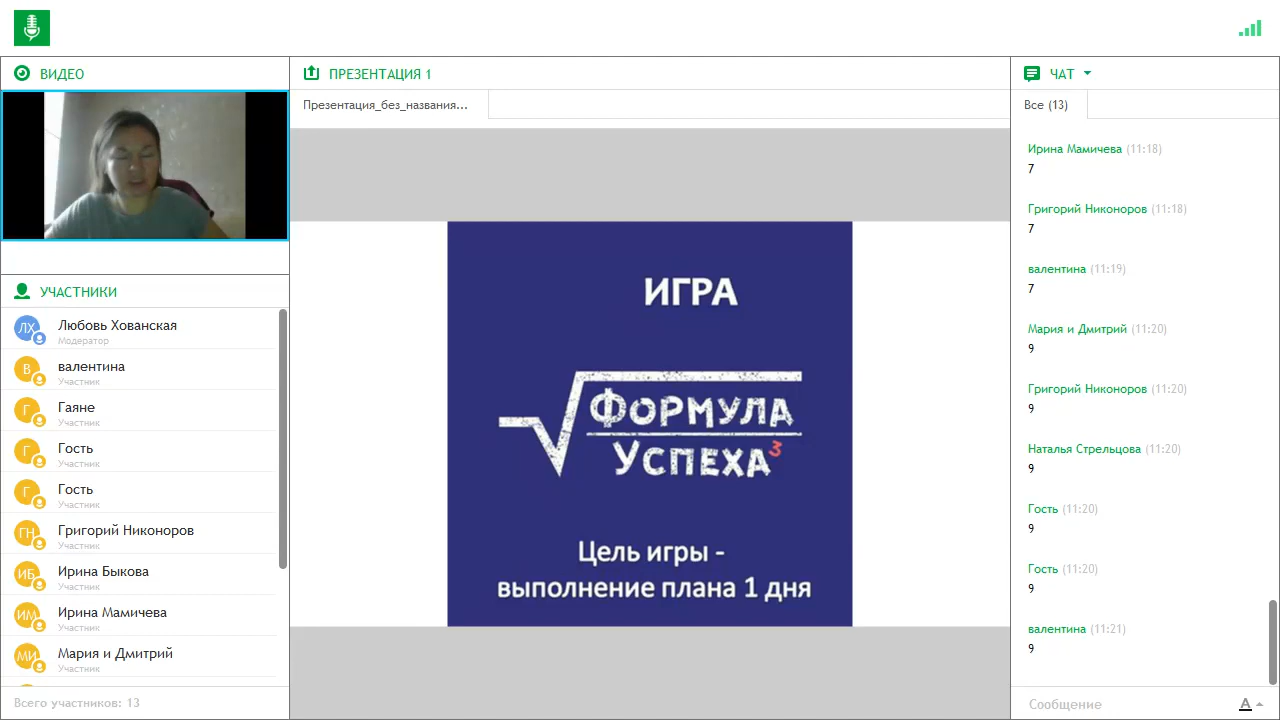 ВИДЕО
УЧАСТНИКИ
ЛХ
Любовь Хованская
Модератор
В
валентина
Участник
Г
Гаяне
Участник
Г
Гость
Участник
Г
Гость
Участник
ГН
Григорий Никоноров
Участник
ИБ
Ирина Быкова
Участник
ИМ
Ирина Мамичева
Участник
МИ
Мария и Дмитрий
Участник
Всего участников: 13
ПРЕЗЕНТАЦИЯ 1
Презентация_без_названия...
ИГРА
ФОРМУЛА
УСПЕХА3
Цель игры -
выполнение плана 1 дня
ЧАТ
Все (13)
Ирина Мамичева (11:18)
7
Григорий Никоноров (11:18)
7
валентина (11:19)
7
Мария и Дмитрий (11:20)
9
Григорий Никоноров (11:20)
9
Наталья Стрельцова (11:20)
9
Гость (11:20)
9
Гость (11:20)
9
валентина (11:21)
9
Сообщение
A